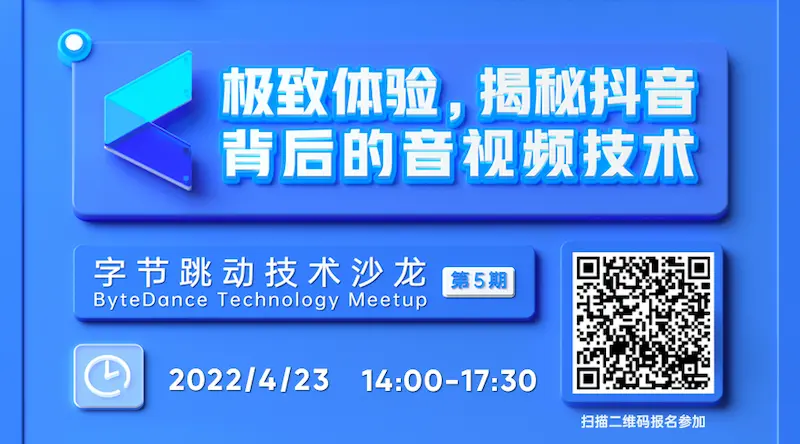 极致体验，揭秘抖音
背后的音视频技术
字节跳动技术沙龙
ByteDance Technology Meetup
第5期
2022/4/23 14:00-17:30
扫描二维码报名参加